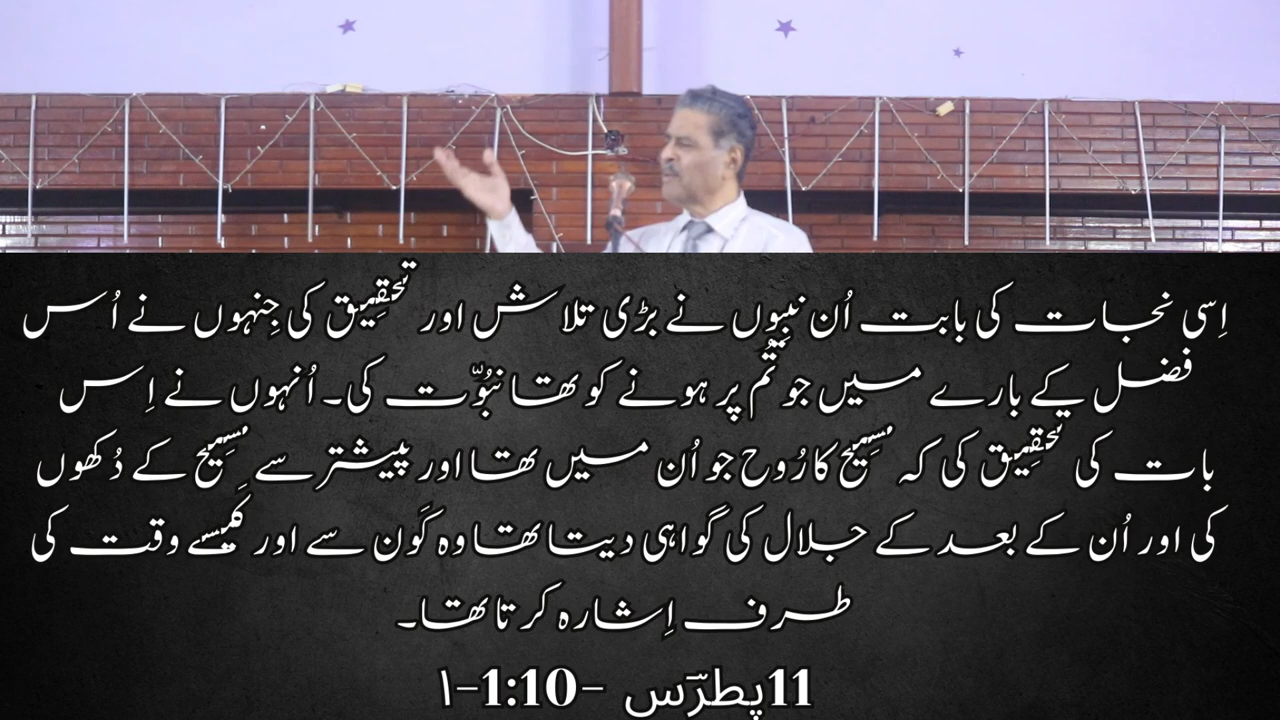 اِسی نجات کی بابت اُن نبیوں نے بڑی تلاش اور تحقِیق کی جِنہوں نے اُس
فضل کے بارے میں جو تُم پر ہونے کو تھا نبُوّت کی۔ اُنہوں نے اِس
بات کی تحقِیق کی کہ مسِیح کا رُوح جو اُن میں تھا اور پیشتر سے مسِیح کے دُکھوں
کی اور اُن کے بعد کے جلال کی گواہی دیتا تھا وہ کَون سے اور کَیسے وقت کی
طرف اِشارہ کرتا تھا۔
11پطرؔس -1:10-۱